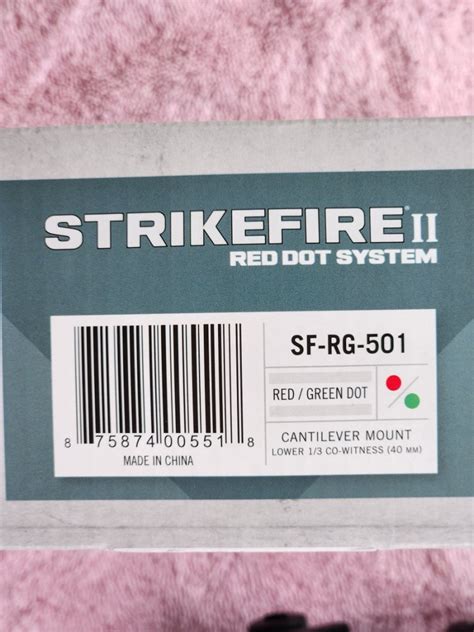 STRIKEFIRE® II
RED DOT SYSTEM
SF-RG-501
RED / GREEN DOT
8 75874 00551 8
MADE IN CHINA
CANTILEVER MOUNT
LOWER 1/3 CO-WITNESS (40 MM)